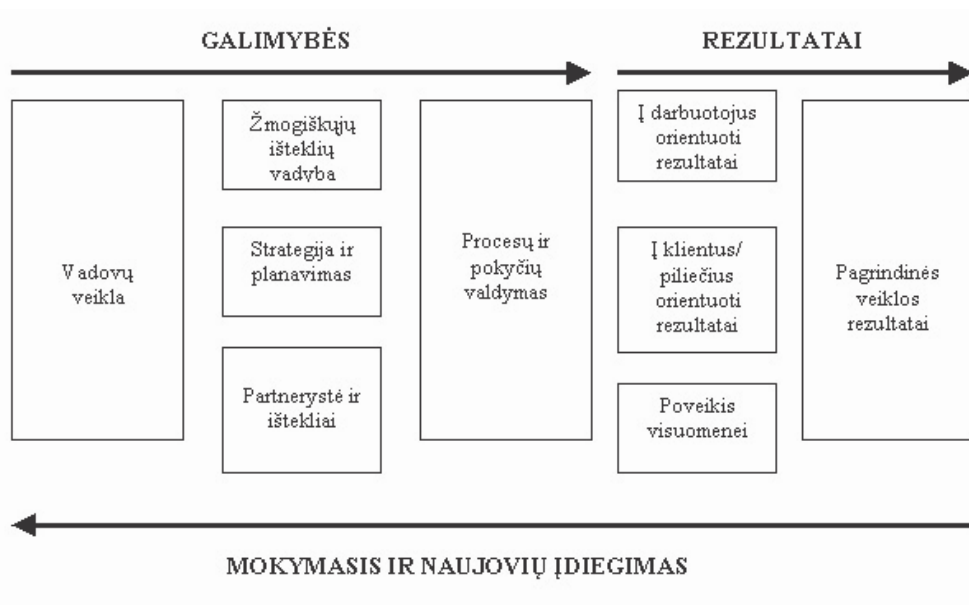 GALIMYBĖS
REZULTATAI
Vadovų
veikla
Žmogiškųjų
išteklių
vadyba
Strategija ir
planavimas
Partnerystė ir
ištekliai
Procesų ir
pokyčių
valdymas
Į darbuotojus
orientuoti
rezultatai
Į klientus/
piliečius
orientuoti
rezultatai
Poveikis
visuomenei
Pagrindinės
veiklos
rezultatai
MOKYMASIS IR NAUJOVIŲ ĮDIEGIMAS